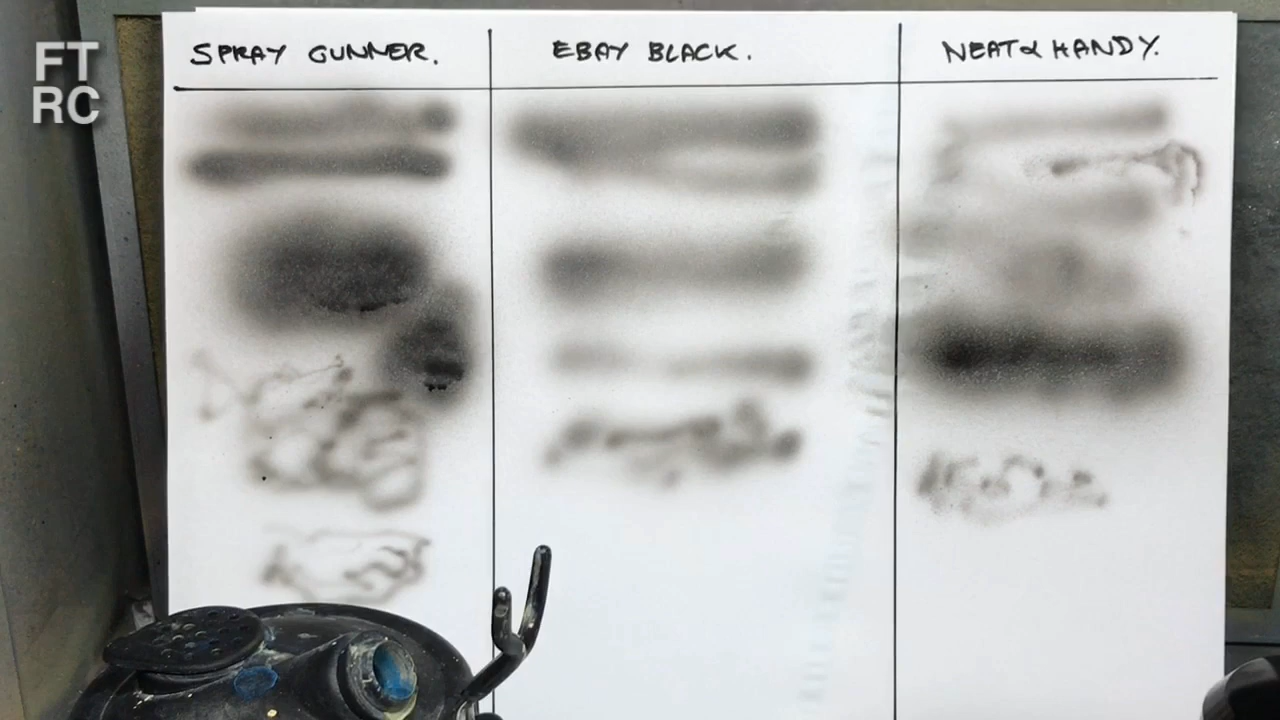 FT
RC
SPRAY GUNNER.
EBAY BLACK.
NEAT & HANDY.